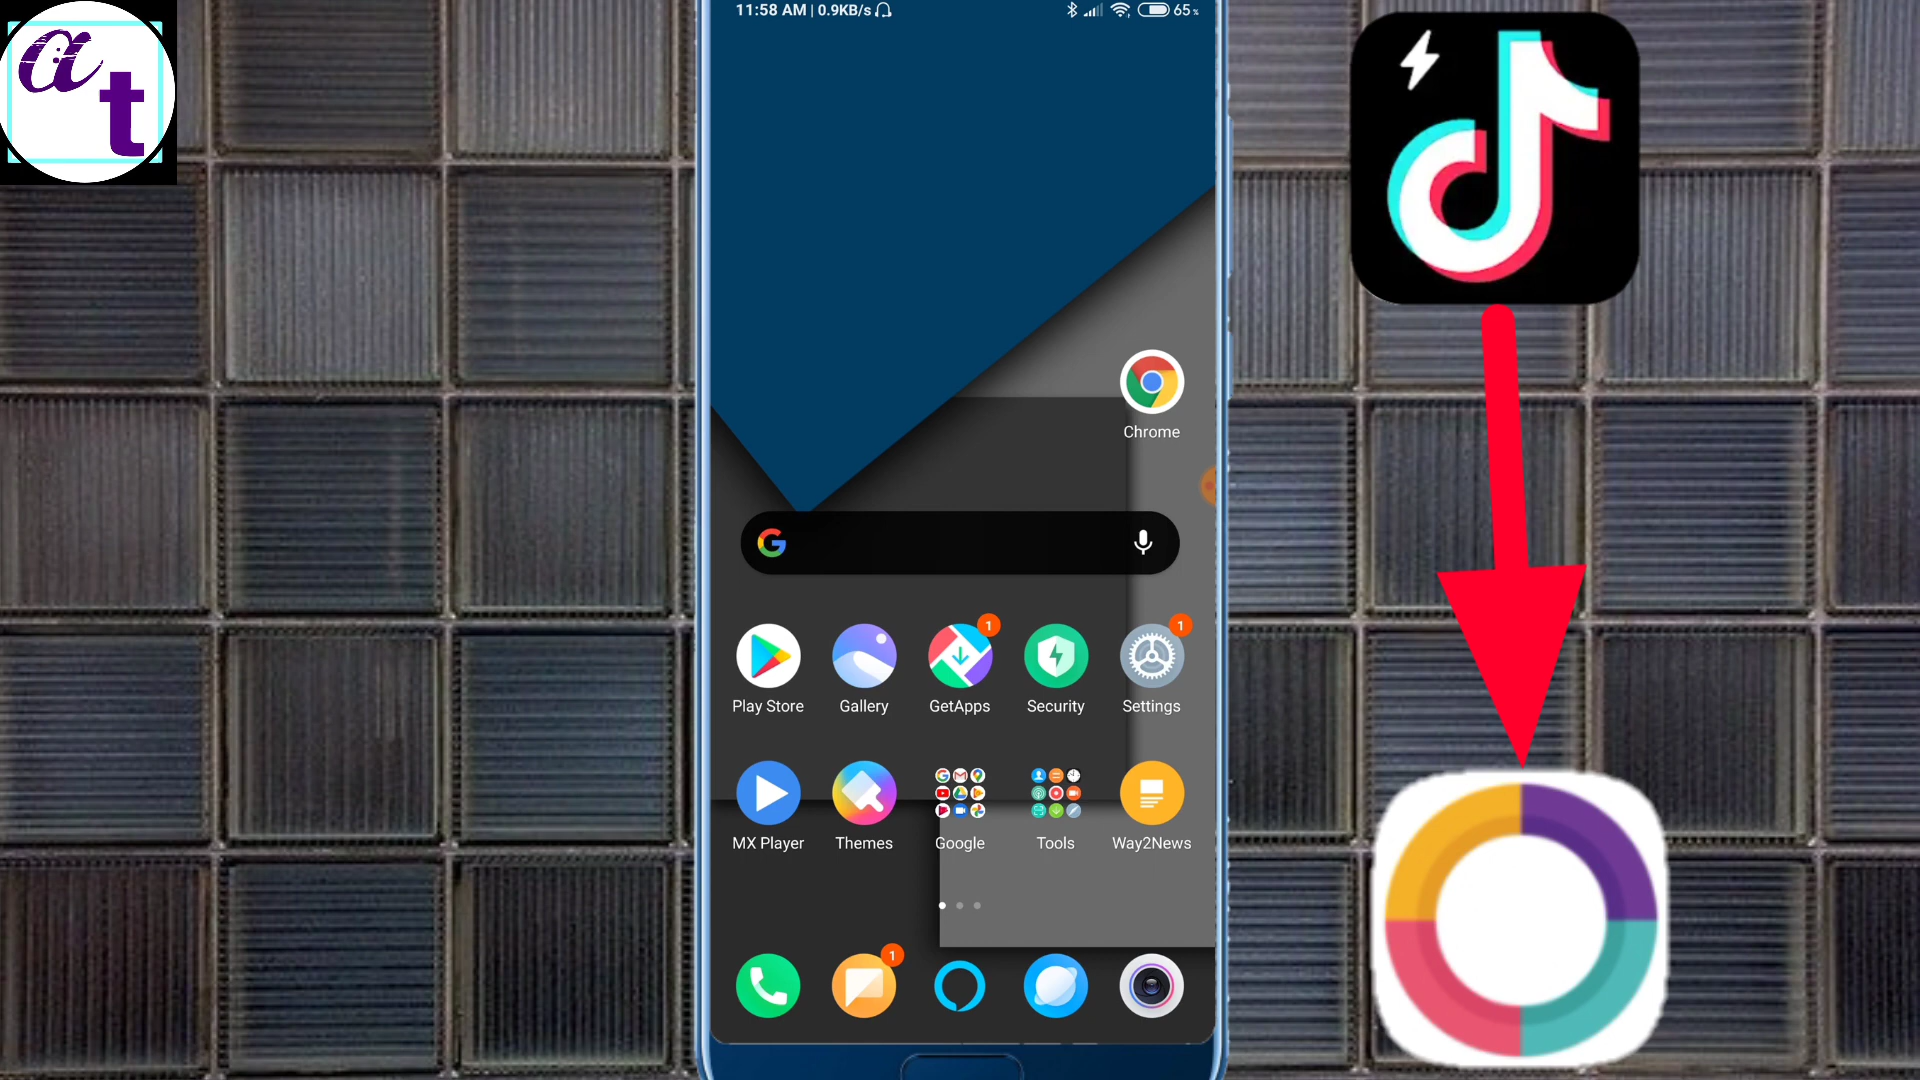 a
t
11:58 AM | 0.9KB/s
65%
Chrome
G
1
1
Play Store
Gallery
GetApps
Security
Settings
MX Player
Themes
Google
Tools
Way2News
1